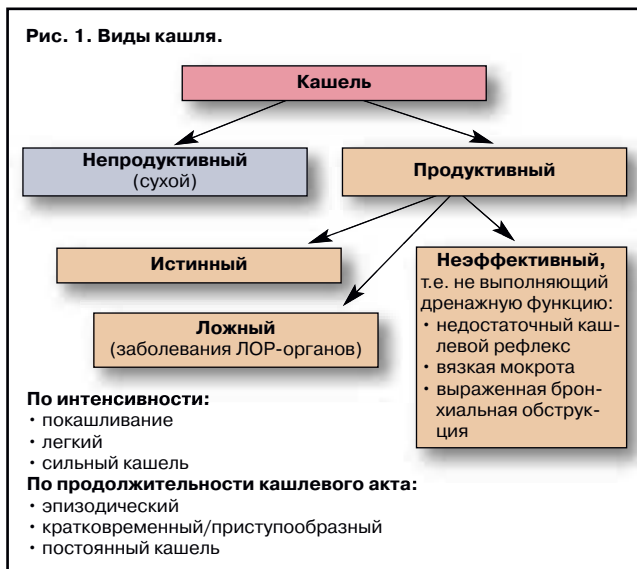 Рис. 1. Виды кашля.
Кашель
Непродуктивный
(сухой)
Продуктивный
Истинный
Ложный
(заболевания ЛОР-органов)
Неэффективный,
т.е. не выполняющий
дренажную функцию:
· недостаточный каш-
левой рефлекс
· вязкая мокрота
· выраженная брон-
хиальная обструк-
ция
По интенсивности:
· покашливание
· легкий
· сильный кашель
По продолжительности кашлевого акта:
· эпизодический
· кратковременный/приступообразный
· постоянный кашель